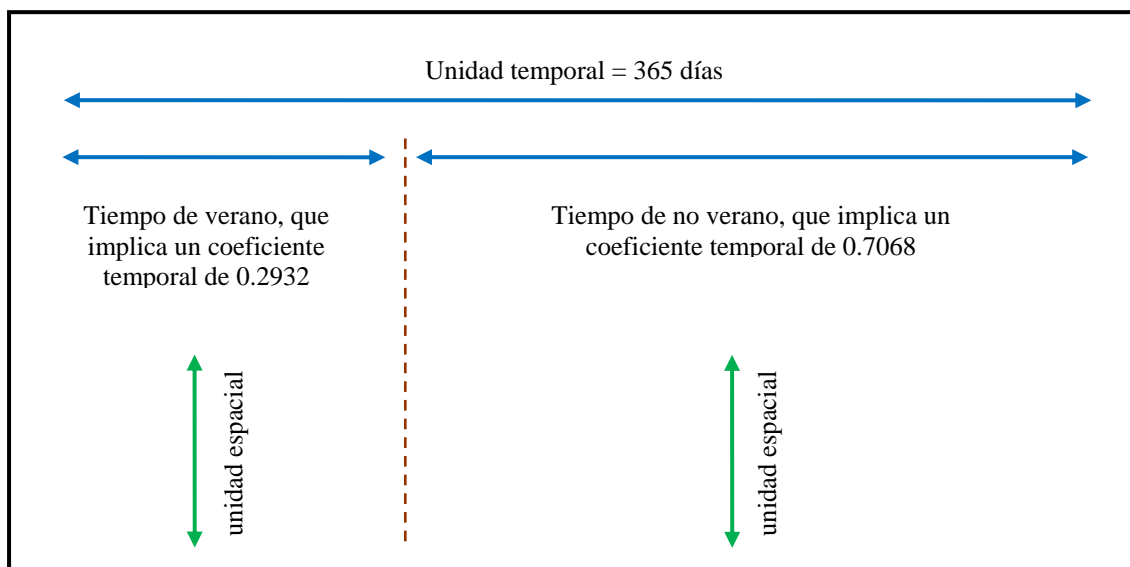 Unidad temporal = 365 días
Tiempo de verano, que
implica un coeficiente
temporal de 0.2932
Tiempo de no verano, que implica un
coeficiente temporal de 0.7068
unidad espacial
unidad espacial